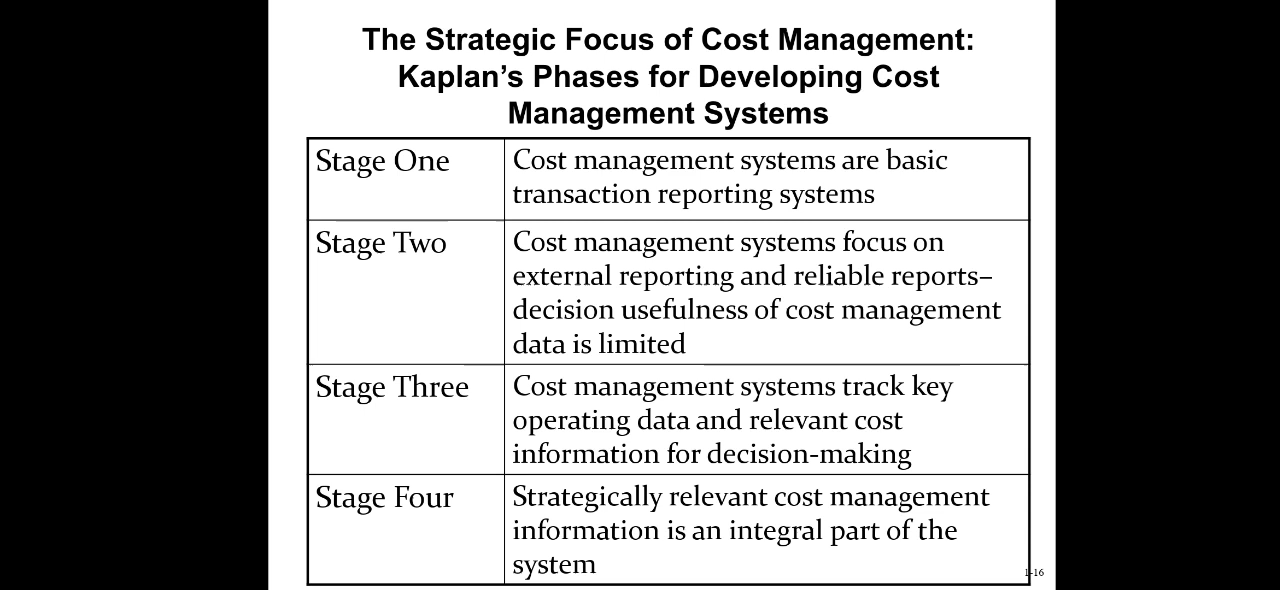 The Strategic Focus of Cost Management:
Kaplan’s Phases for Developing Cost
Management Systems
Stage One
Cost management systems are basic
transaction reporting systems
Stage Two
Cost management systems focus on
external reporting and reliable reports–
decision usefulness of cost management
data is limited
Stage Three
Cost management systems track key
operating data and relevant cost
information for decision-making
Stage Four
Strategically relevant cost management
information is an integral part of the
system
1-16